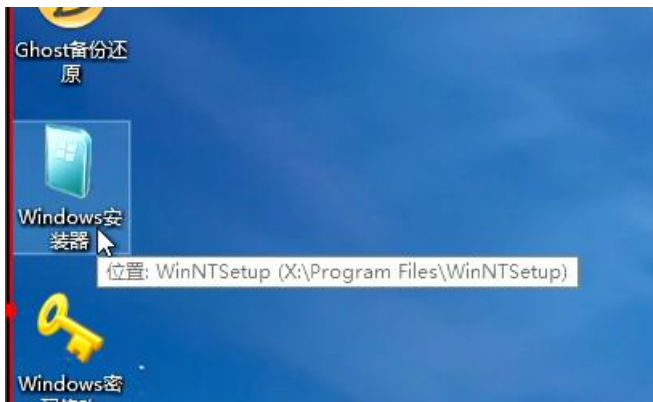 Ghost备份还
原
Windows安
装器
位置: WinNTSetup (X:\Program Files\WinNTSetup)
Windows密